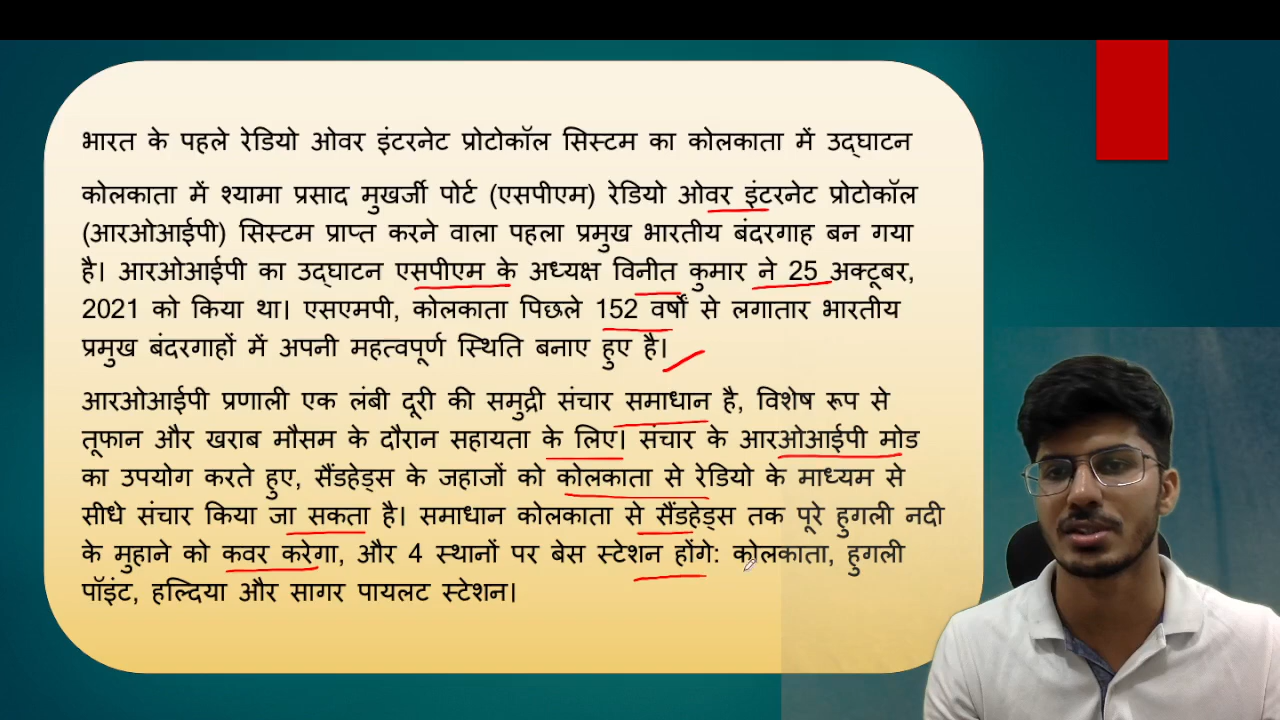 भारत के पहले रेडियो ओवर इंटरनेट प्रोटोकॉल सिस्टम का कोलकाता में उद्घाटन
कोलकाता में श्यामा प्रसाद मुखर्जी पोर्ट (एसपीएम) रेडियो ओवर इंटरनेट प्रोटोकॉल
(आरओआईपी) सिस्टम प्राप्त करने वाला पहला प्रमुख भारतीय बंदरगाह बन गया
है। आरओआईपी का उद्घाटन एसपीएम के अध्यक्ष विनीत कुमार ने 25 अक्टूबर,
2021 को किया था। एसएमपी, कोलकाता पिछले 152 वर्षों से लगातार भारतीय
प्रमुख बंदरगाहों में अपनी महत्वपूर्ण स्थिति बनाए हुए है।
आरओआईपी प्रणाली एक लंबी दूरी की समुद्री संचार समाधान है, विशेष रूप से
तूफान और खराब मौसम के दौरान सहायता के लिए। संचार के आरओआईपी मोड
का उपयोग करते हुए, सैंडहेड्स के जहाजों को कोलकाता से रेडियो के माध्यम से
सीधे संचार किया जा सकता है। समाधान कोलकाता से सैंडहेड्स तक पूरे हुगली नदी
के मुहाने को कवर करेगा, और 4 स्थानों पर बेस स्टेशन होंगे: कोलकाता, हुगली
पॉइंट, हल्दिया और सागर पायलट स्टेशन।